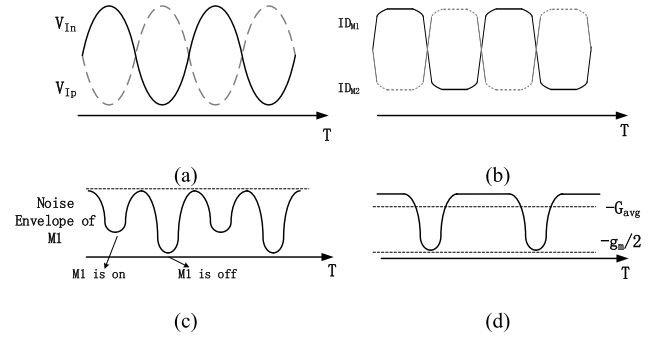 V_In
V_Ip
T
(a)
ID_M1
ID_M2
T
(b)
Noise
Envelope of
M1
M1 is on
M1 is off
T
(c)
-G_avg
-g_m/2
T
(d)